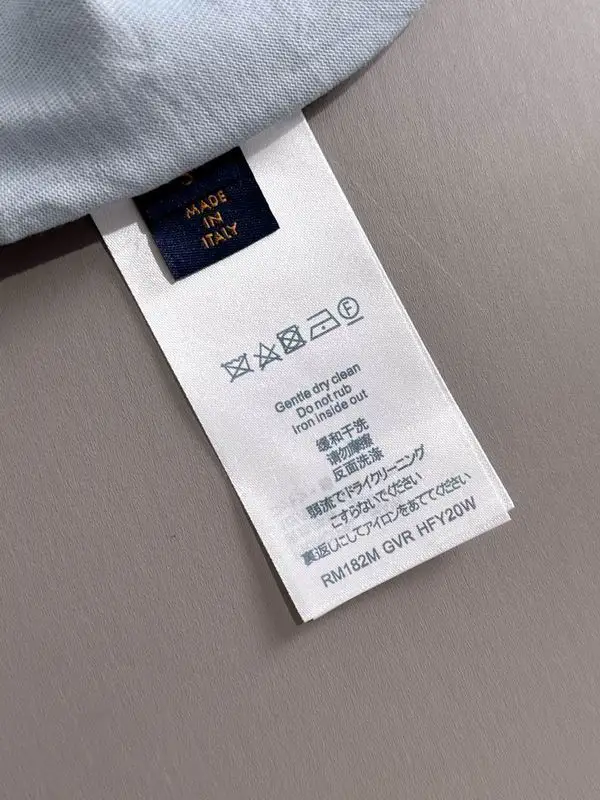 MADE
IN
ITALY
F
Gentle dry clean
Do not rub
Iron inside out
缓和干洗
请勿摩擦
反面洗涤
弱流でドライクリーニング
こすらないでください
裏返しにしてアイロンをあててください
RM182M GVR HFY20W